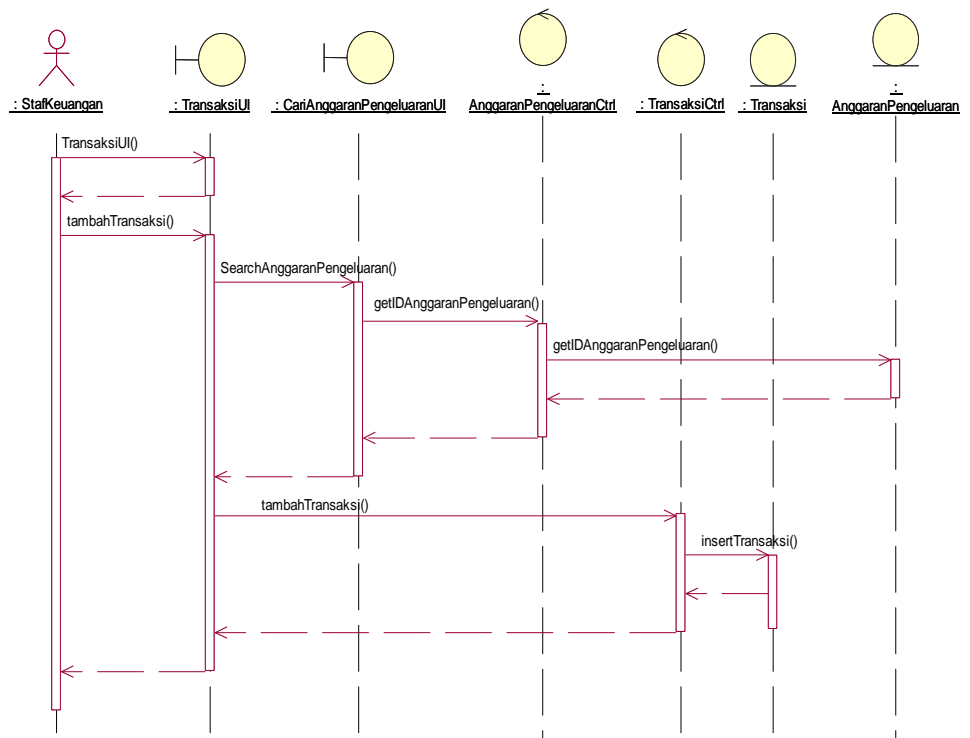 : StafKeuangan
: TransaksiUI
: CariAnggaranPengeluaranUI
:
AnggaranPengeluaranCtrl
: TransaksiCtrl
: Transaksi
:
AnggaranPengeluaran
TransaksiUI()
tambahTransaksi()
SearchAnggaranPengeluaran()
getIDAnggaranPengeluaran()
getIDAnggaranPengeluaran()
tambahTransaksi()
insertTransaksi()